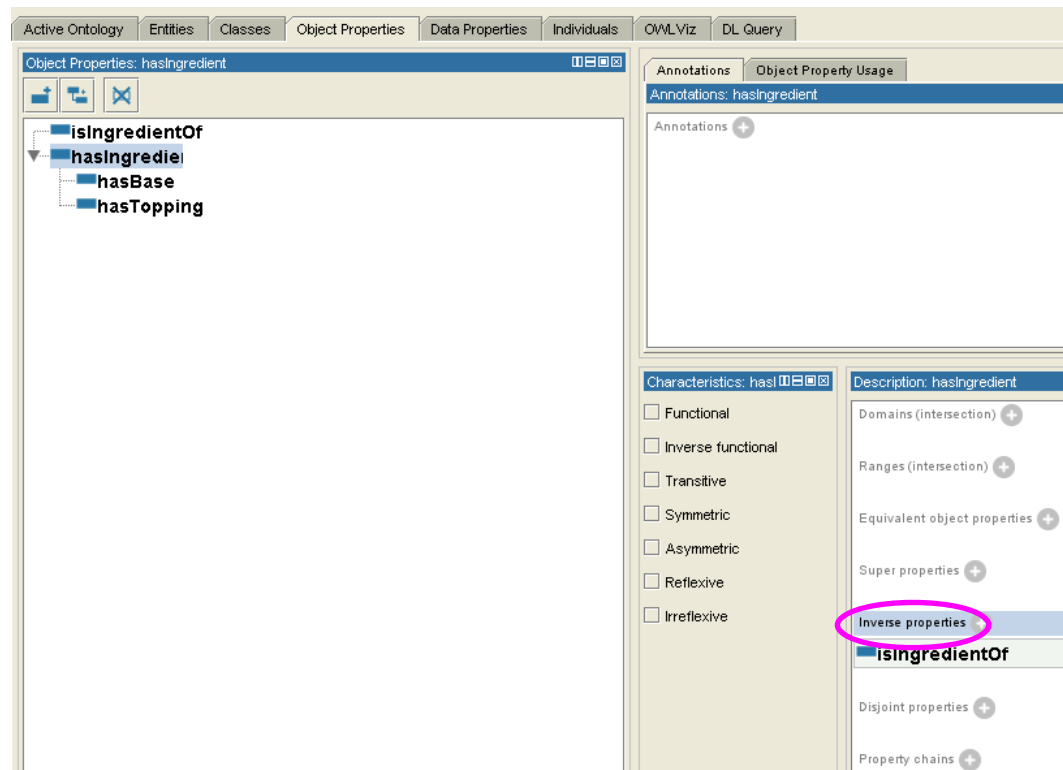 Active Ontology Entities Classes Object Properties Data Properties Individuals OWLViz DL Query
Object Properties: hasIngredient
isIngredientOf
hasIngredie
hasBase
hasTopping
Annotations Object Property Usage
Annotations: hasIngredient
Annotations
Characteristics: hasI
Functional
Inverse functional
Transitive
Symmetric
Asymmetric
Reflexive
Irreflexive
Description: hasIngredient
Domains (intersection)
Ranges (intersection)
Equivalent object properties
Super properties
Inverse properties
isIngredientOf
Disjoint properties
Property chains